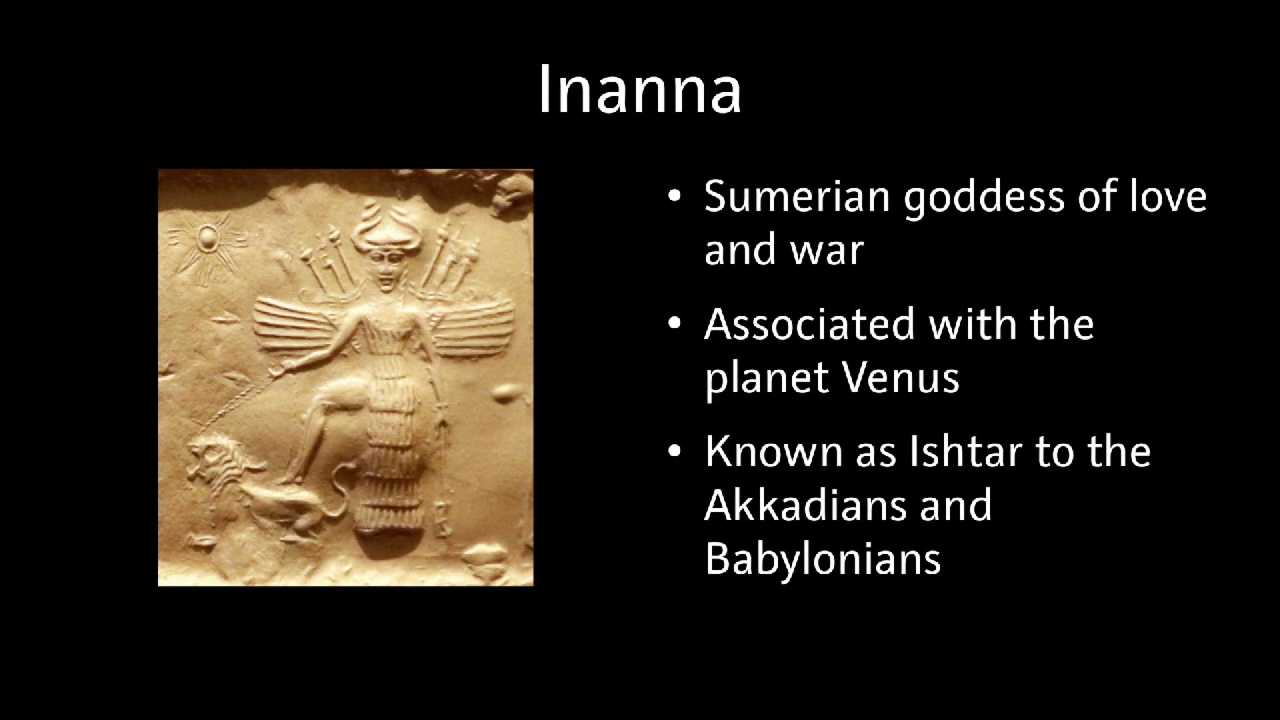 Inanna
• Sumerian goddess of love
and war
• Associated with the
planet Venus
• Known as Ishtar to the
Akkadians and
Babylonians